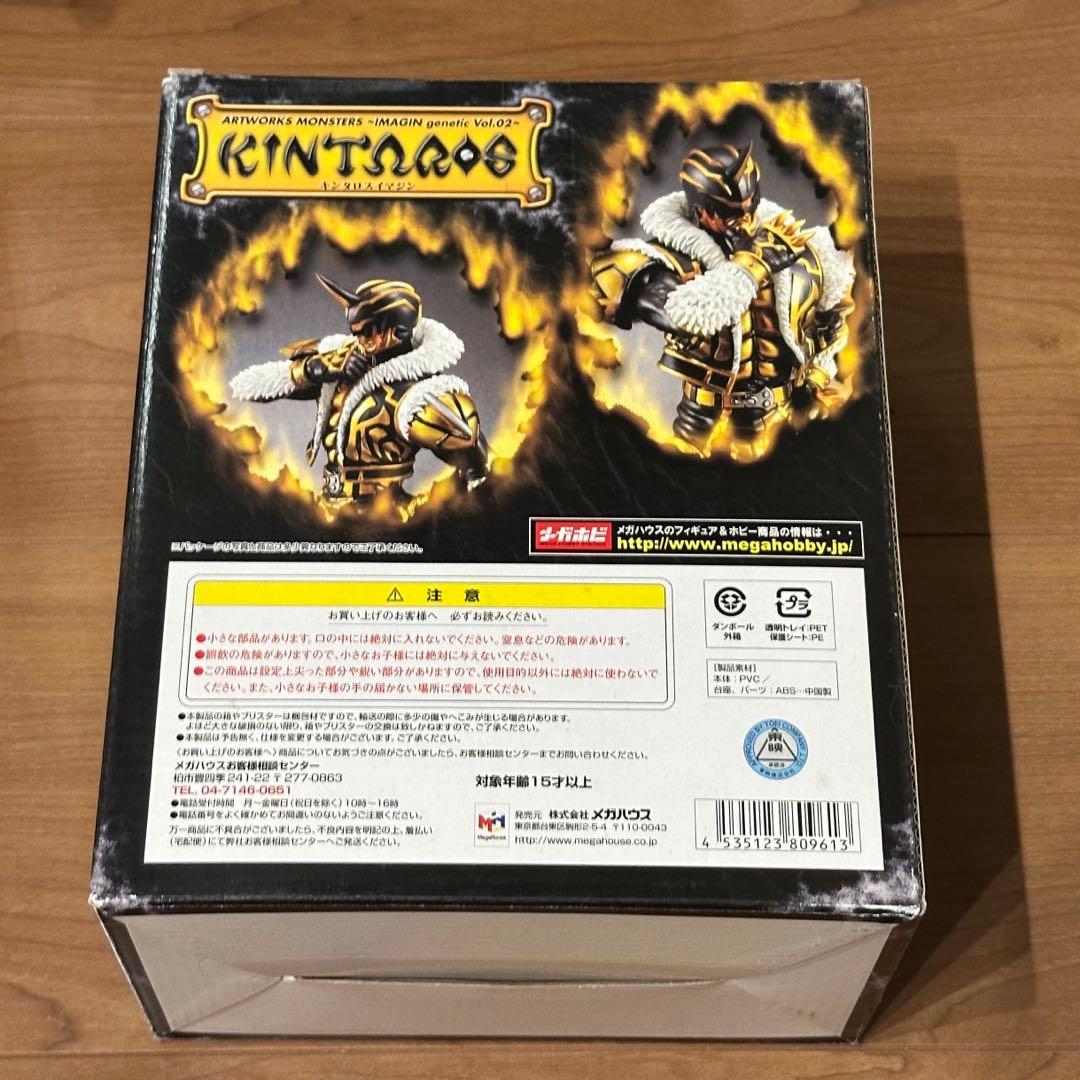 ARTWORKS MONSTERS ~IMAGIN genetic Vol.02~
KINTAROS
キンタロスイマジン
※パッケージの写真と商品は多少異なりますのでご了承ください。
メガホビ
メガハウスのフィギュア&ホビー商品の情報は・・・
http://www.megahobby.jp/
⚠ 注 意
お買い上げのお客様へ 必ずお読みください。
●小さな部品があります。口の中には絶対に入れないでください。窒息などの危険があります。
●誤飲の危険がありますので、小さなお子様には絶対に与えないでください。
●この商品は設定上尖った部分や鋭い部分がありますので、使用目的以外には絶対に使わないで
ください。また、小さなお子様の手の届かない場所に保管してください。
ダンボール
外箱
プラ
透明トレイ:PET
保護シート:PE
[製品素材]
本体:PVC/
台座、パーツ:ABS…中国製
●本製品の箱やブリスターは梱包材ですので、輸送の際に多少の傷やへこみが生じる場合があります。
よほど大きな破損のない限り、箱やブリスターの交換は致しかねますので、ご了承ください。
●本製品は予告無く、仕様を変更する場合がございます。ご了承ください。
〈お買い上げのお客様へ〉商品についてお気づきの点がございましたら、お客様相談センターまでお問い合わせください。
メガハウスお客様相談センター
柏市豊四季241-22 〒277-0863
TEL. 04-7146-0651
●電話受付時間 月〜金曜日(祝日を除く)10時〜16時
●電話番号をよく確かめてお間違いのないようご注意ください。
万一商品に不具合がございましたら、不良内容を明記の上、着払い
(宅配便)にて弊社お客様相談センターへご発送ください。
対象年齢15才以上
MegaHouse
発売元 株式会社 メガハウス
東京都台東区駒形2-5-4 〒110-0043
http://www.megahouse.co.jp
APPROVED BY TOEI COMPANY LTD.
東映
承認済
東映株式会社
4 535123 809613